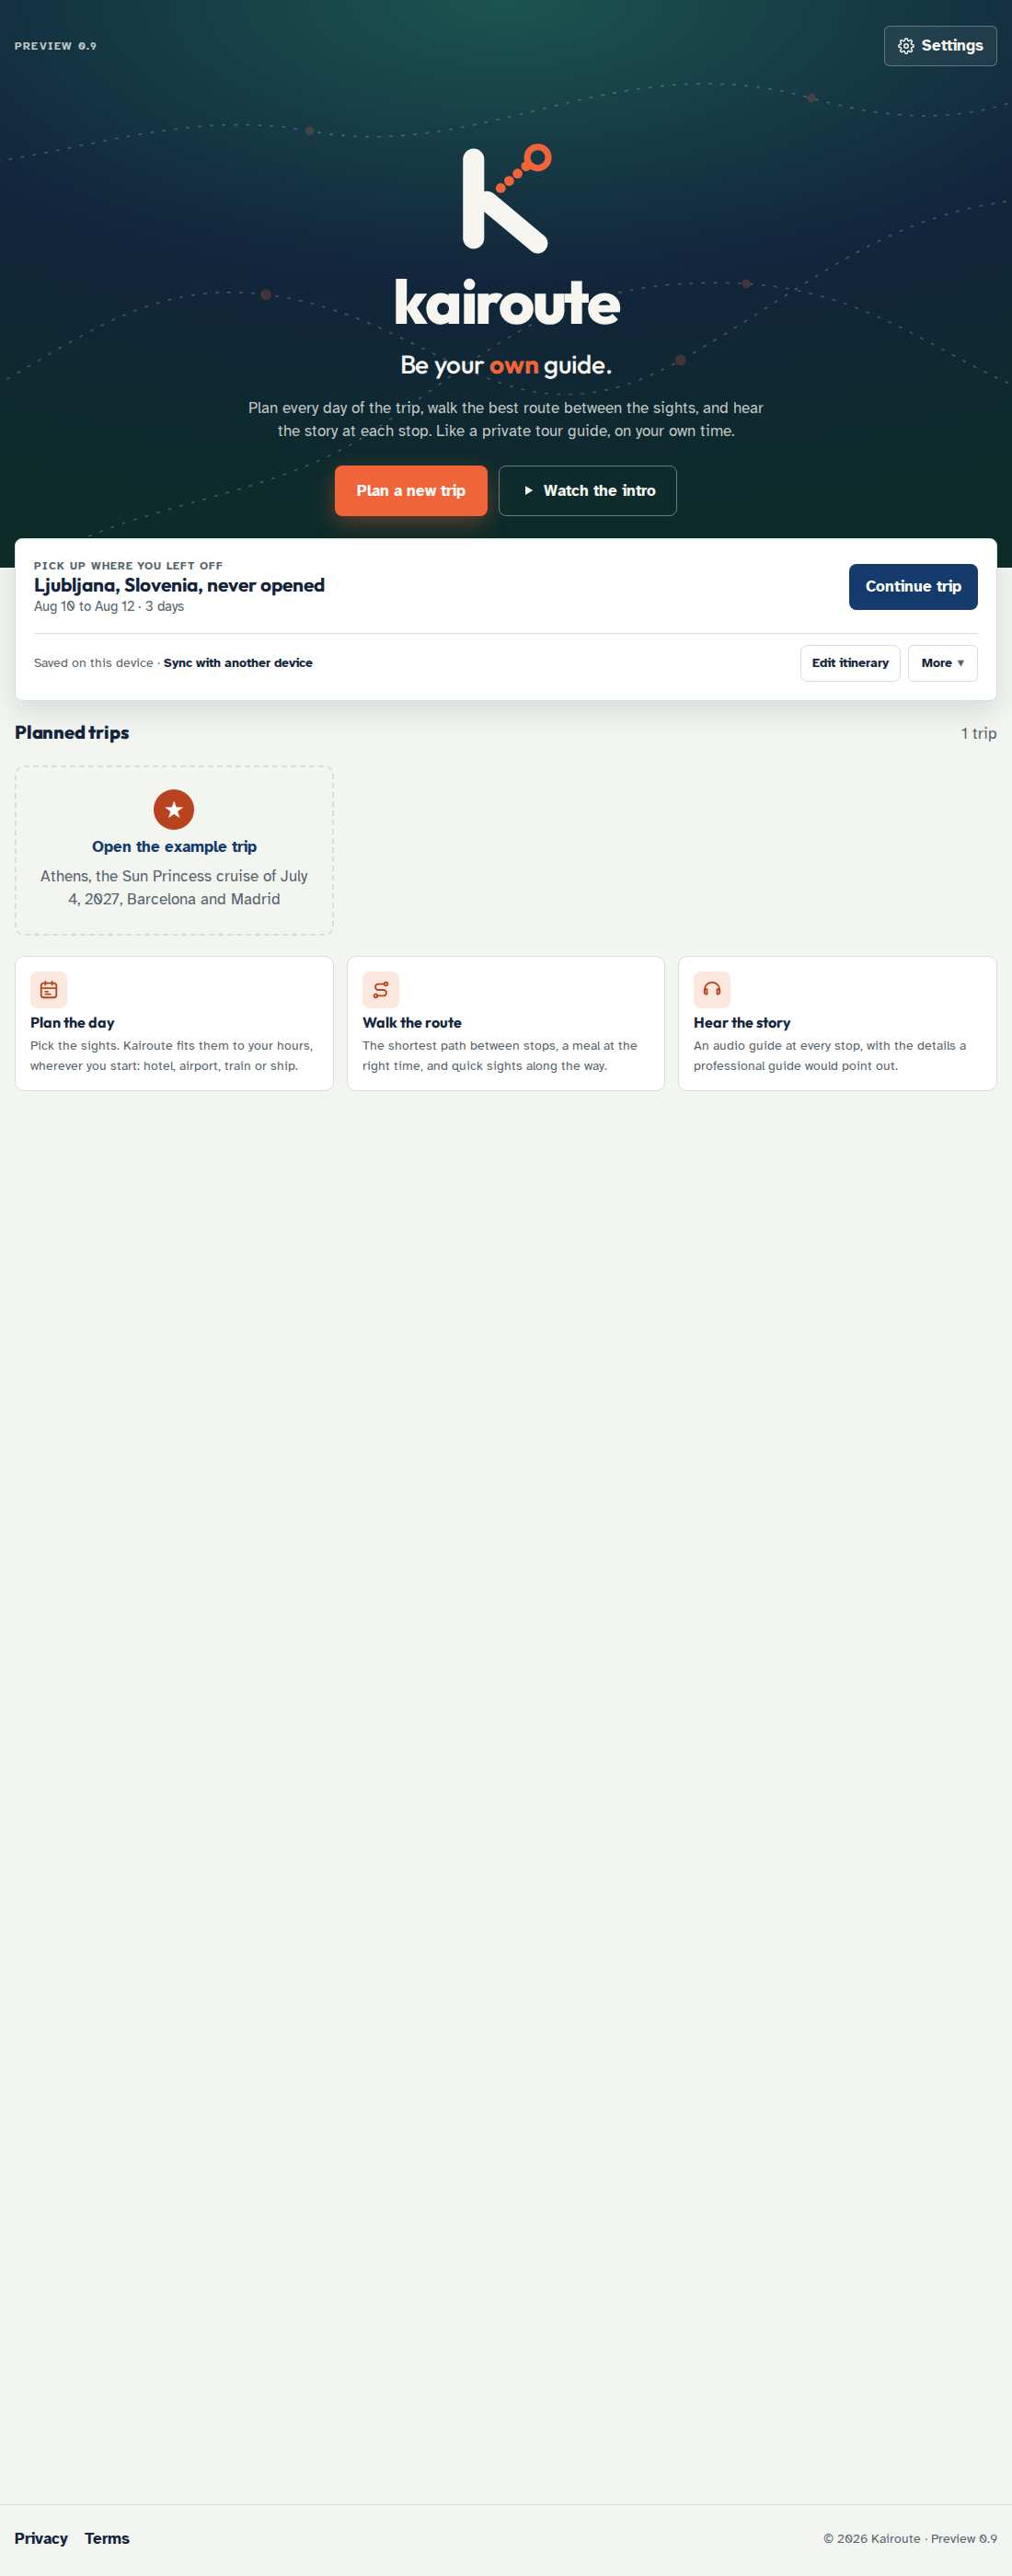 PREVIEW 0.9
Settings
kairoute
Be your own guide.
Plan every day of the trip, walk the best route between the sights, and hear
the story at each stop. Like a private tour guide, on your own time.
Plan a new trip
Watch the intro
PICK UP WHERE YOU LEFT OFF
Ljubljana, Slovenia, never opened
Aug 10 to Aug 12 · 3 days
Continue trip
Saved on this device · Sync with another device
Edit itinerary
More ▾
Planned trips
1 trip
Open the example trip
Athens, the Sun Princess cruise of July
4, 2027, Barcelona and Madrid
Plan the day
Pick the sights. Kairoute fits them to your hours,
wherever you start: hotel, airport, train or ship.
Walk the route
The shortest path between stops, a meal at the
right time, and quick sights along the way.
Hear the story
An audio guide at every stop, with the details a
professional guide would point out.
Privacy
Terms
© 2026 Kairoute · Preview 0.9